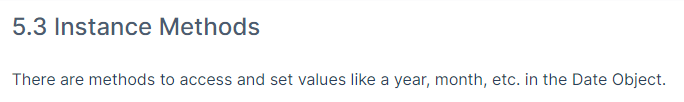 5.3 Instance Methods
There are methods to access and set values like a year, month, etc. in the Date Object.